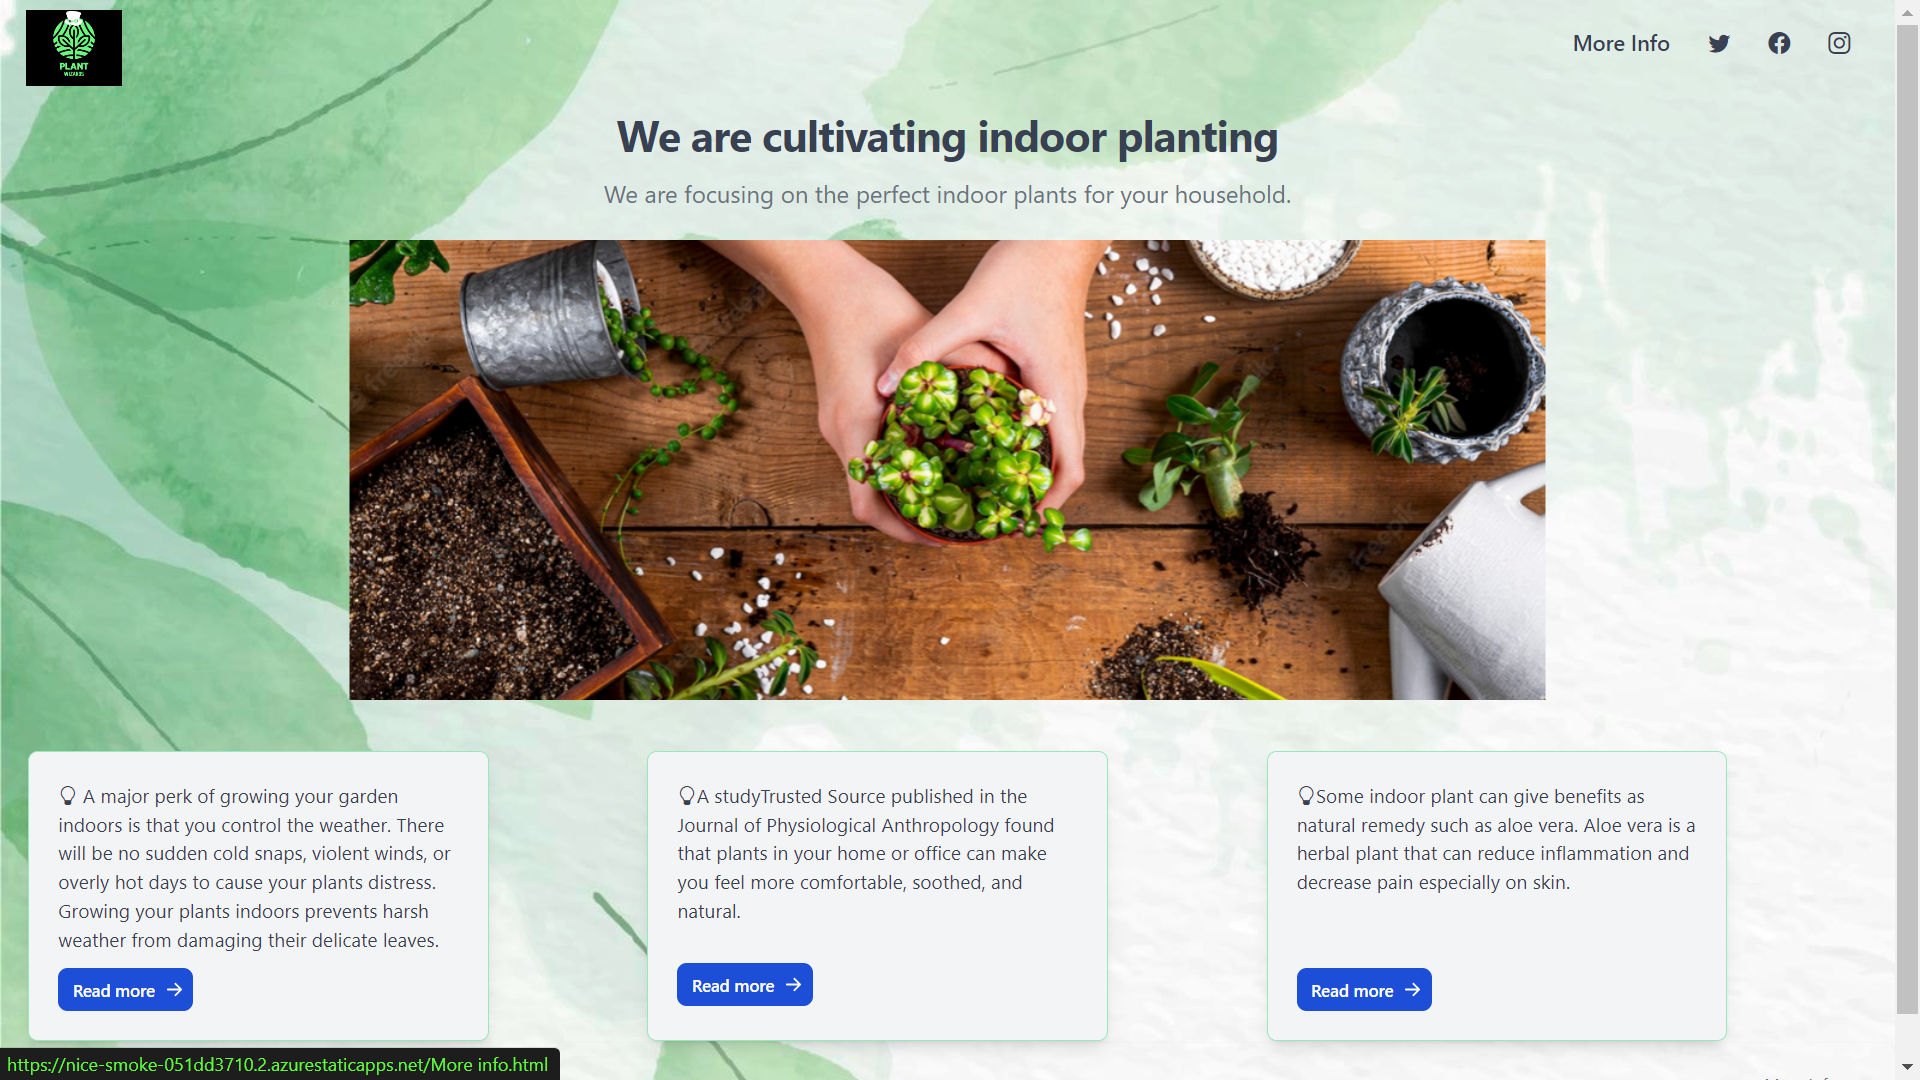 PLANT
WIZARDS
More Info
We are cultivating indoor planting
We are focusing on the perfect indoor plants for your household.
A major perk of growing your garden
indoors is that you control the weather. There
will be no sudden cold snaps, violent winds, or
overly hot days to cause your plants distress.
Growing your plants indoors prevents harsh
weather from damaging their delicate leaves.
Read more
A studyTrusted Source published in the
Journal of Physiological Anthropology found
that plants in your home or office can make
you feel more comfortable, soothed, and
natural.
Read more
Some indoor plant can give benefits as
natural remedy such as aloe vera. Aloe vera is a
herbal plant that can reduce inflammation and
decrease pain especially on skin.
Read more
https://nice-smoke-051dd3710.2.azurestaticapps.net/More info.html